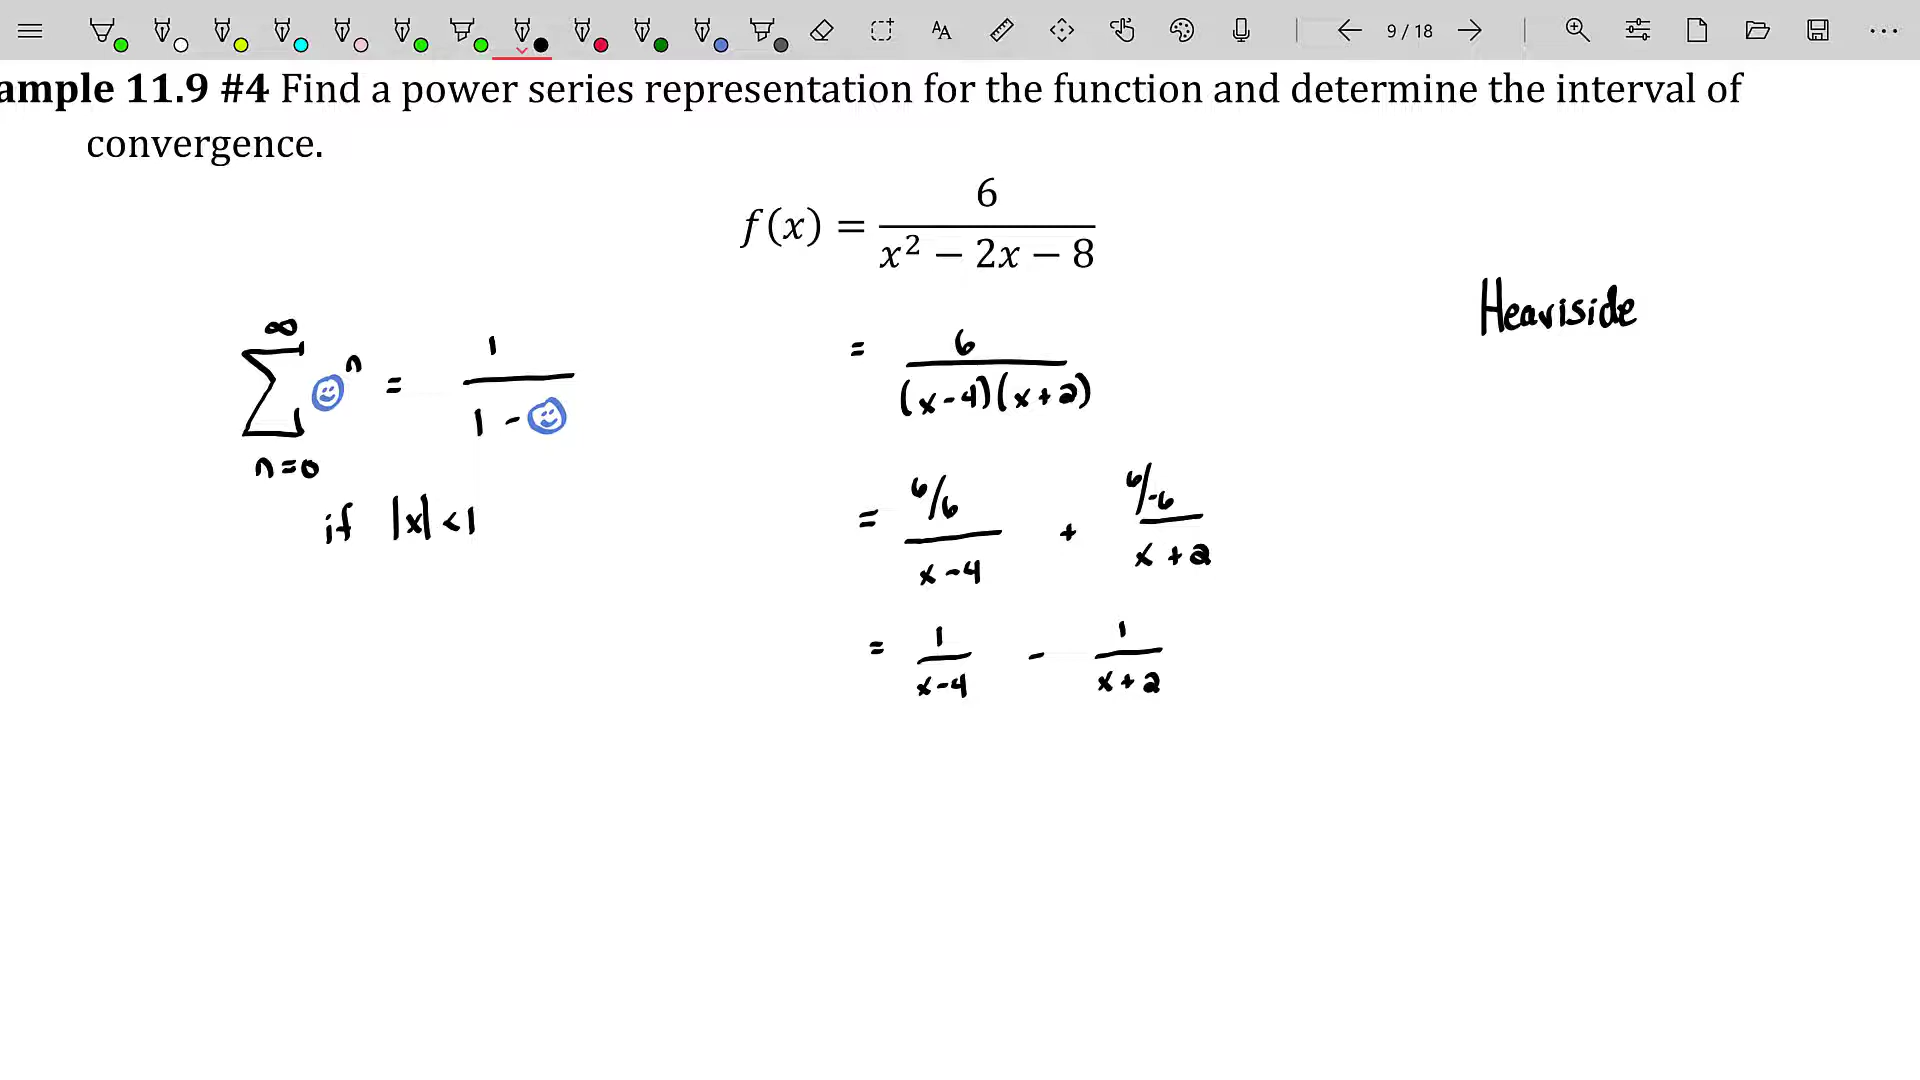 9 / 18
ample 11.9 #4 Find a power series representation for the function and determine the interval of
convergence.
f(x) = 6 / (x² − 2x − 8)
Heaviside
∞ ∑ n=0 ☺ⁿ = 1 / (1 - ☺)
if |x| < 1
= 6 / ((x-4)(x+2))
= (6/6) / (x-4) + (6/-6) / (x+2)
= 1 / (x-4) - 1 / (x+2)